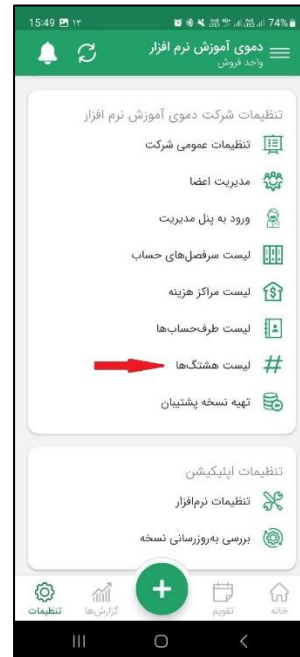 15:49 ۱۳ 74%
دموی آموزش نرم افزار
واحد فروش
تنظیمات شرکت دموی آموزش نرم افزار
تنظیمات عمومی شرکت
مدیریت اعضا
ورود به پنل مدیریت
لیست سرفصل‌های حساب
لیست مراکز هزینه
لیست طرف‌حساب‌ها
لیست هشتگ‌ها
تهیه نسخه پشتیبان
تنظیمات اپلیکیشن
تنظیمات نرم‌افزار
بررسی به‌روزرسانی نسخه
خانه تقویم گزارش‌ها تنظیمات